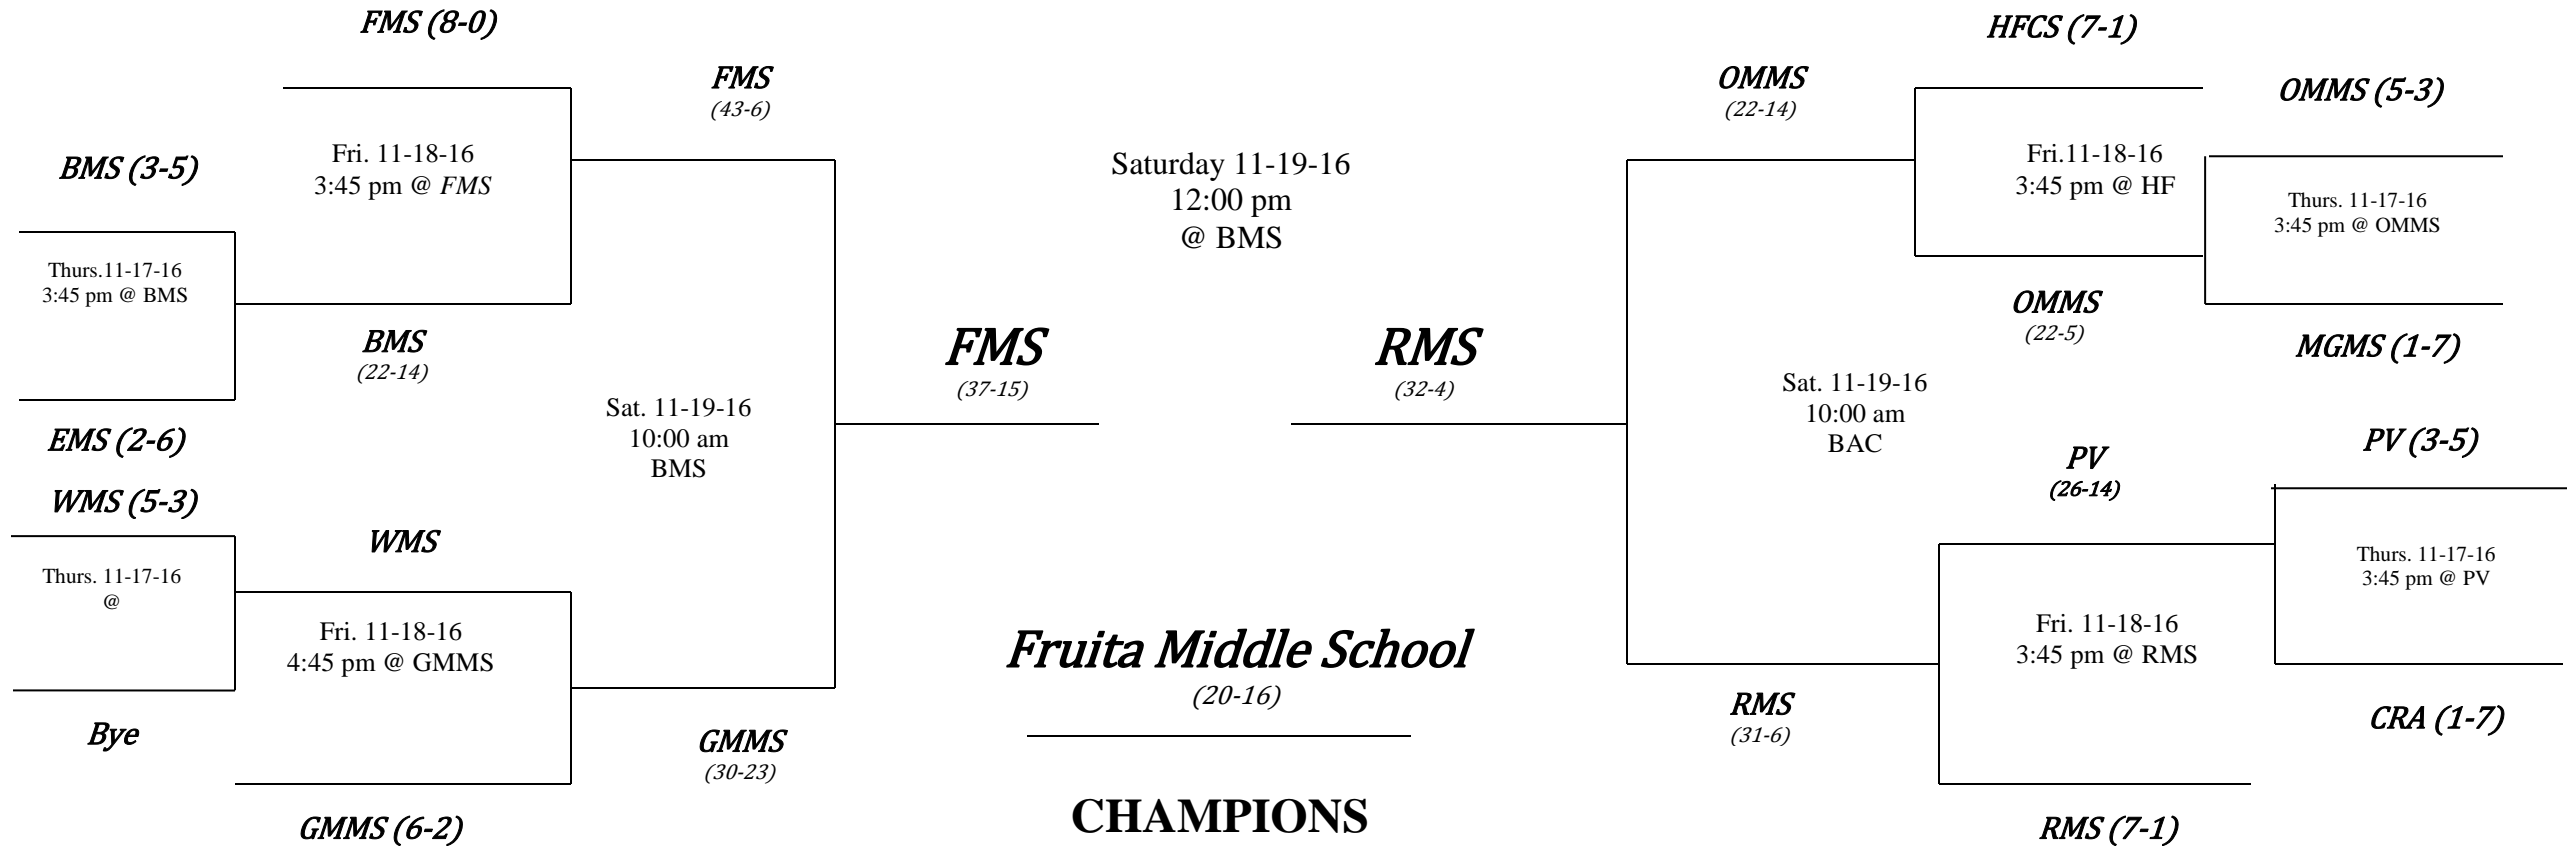 FMS (8-0)
FMS
(43-6)
BMS (3-5)
Fri. 11-18-16
3:45 pm @ FMS
Thurs.11-17-16
3:45 pm @ BMS
BMS
(22-14)
EMS (2-6)
WMS (5-3)
WMS
Thurs. 11-17-16
@
Fri. 11-18-16
4:45 pm @ GMMS
Bye
GMMS (6-2)
GMMS
(30-23)
Sat. 11-19-16
10:00 am
BMS
FMS
(37-15)
Saturday 11-19-16
12:00 pm
@ BMS
RMS
(32-4)
Fruita Middle School
(20-16)
CHAMPIONS
HFCS (7-1)
OMMS
(22-14)
OMMS (5-3)
Fri.11-18-16
3:45 pm @ HF
Thurs. 11-17-16
3:45 pm @ OMMS
OMMS
(22-5)
MGMS (1-7)
Sat. 11-19-16
10:00 am
BAC
PV
(26-14)
PV (3-5)
Thurs. 11-17-16
3:45 pm @ PV
Fri. 11-18-16
3:45 pm @ RMS
RMS
(31-6)
CRA (1-7)
RMS (7-1)